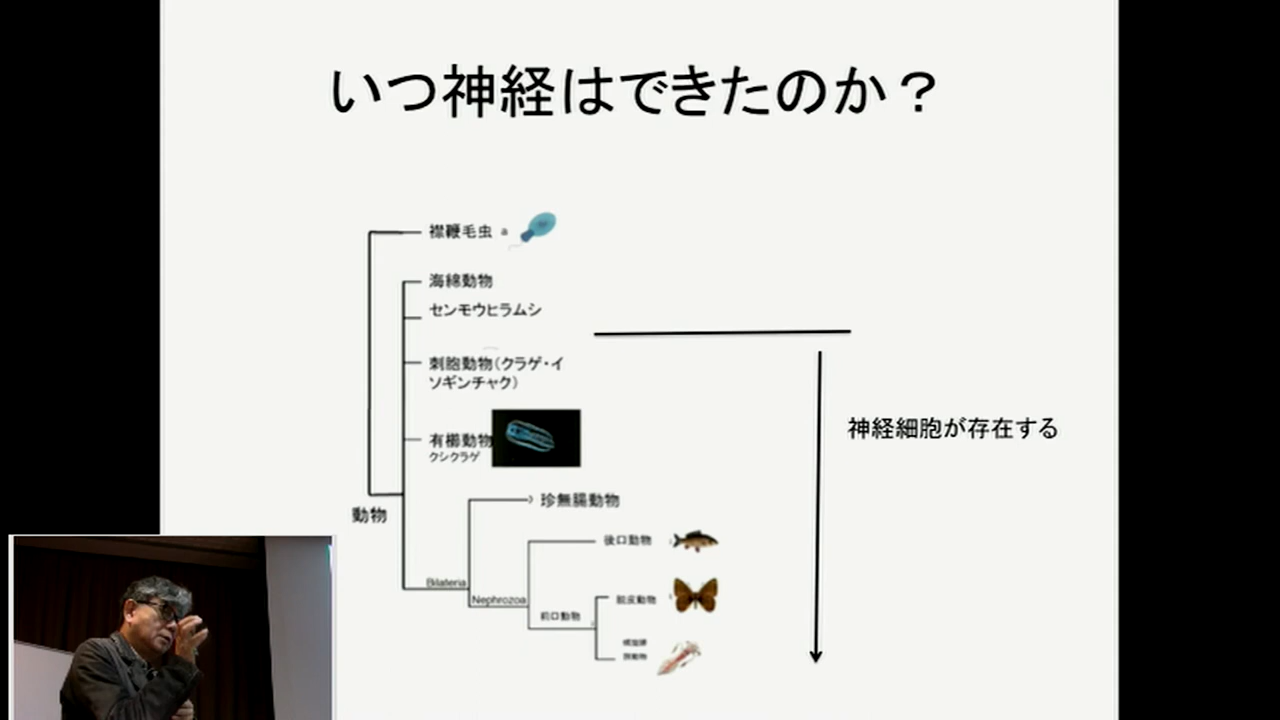 いつ神経はできたのか？
襟鞭毛虫 a
海綿動物
センモウヒラムシ
刺胞動物（クラゲ・イ
ソギンチャク）
神経細胞が存在する
有櫛動物
クシクラゲ
珍無腸動物
動物
後口動物
Bilateria
Nephrozoa
脱皮動物
前口動物